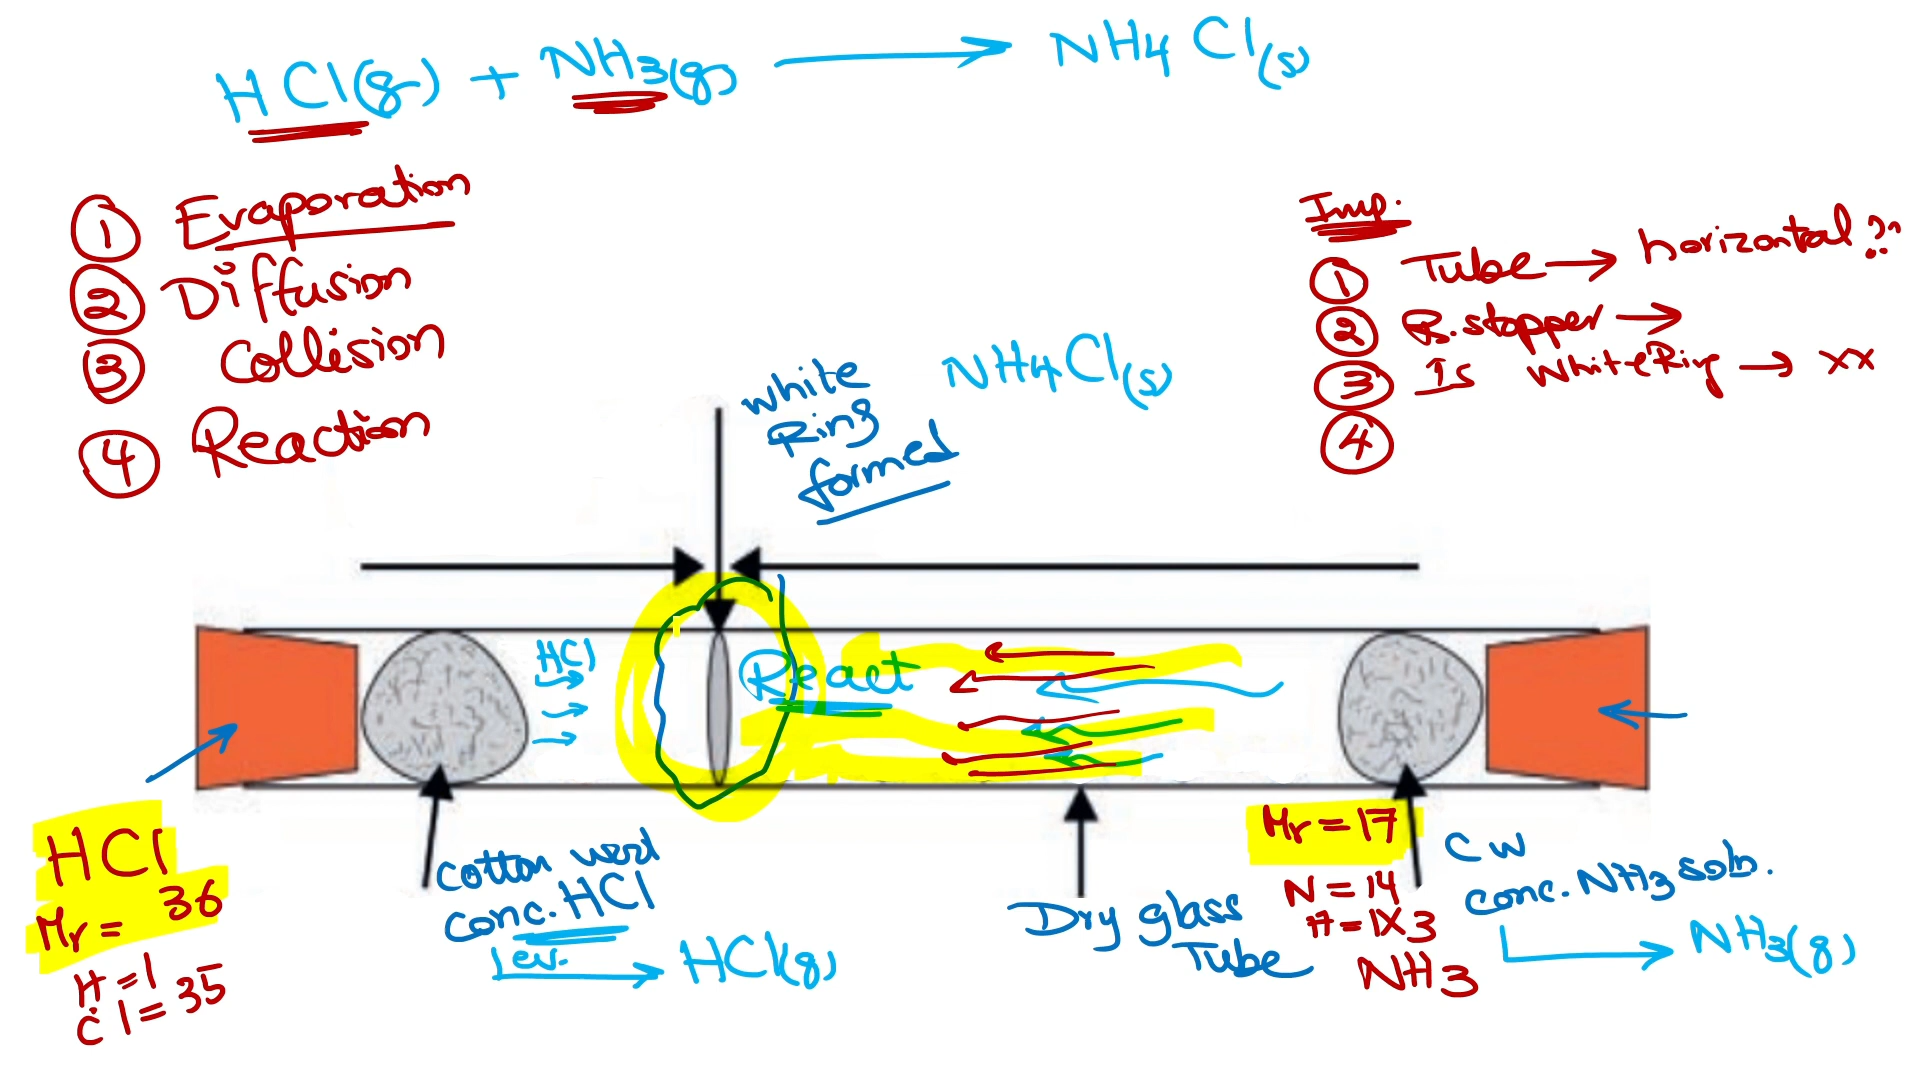 HCl(g) + NH3(g) → NH4Cl(s)
① Evaporation
② Diffusion
③ Collision
④ Reaction
Imp.
① Tube → horizontal??
② R.stopper →
③ Is White Ring → XX
④
white
Ring
formed
NH4Cl(s)
HCl
React
HCl
Mr = 36
H = 1
Cl = 35
conc. HCl
→ HCl(g)
cotton
Dry glass
Tube
Mr = 17
N = 14
H = 1X3
NH3
CW
conc. NH3 soln.
→ NH3(g)